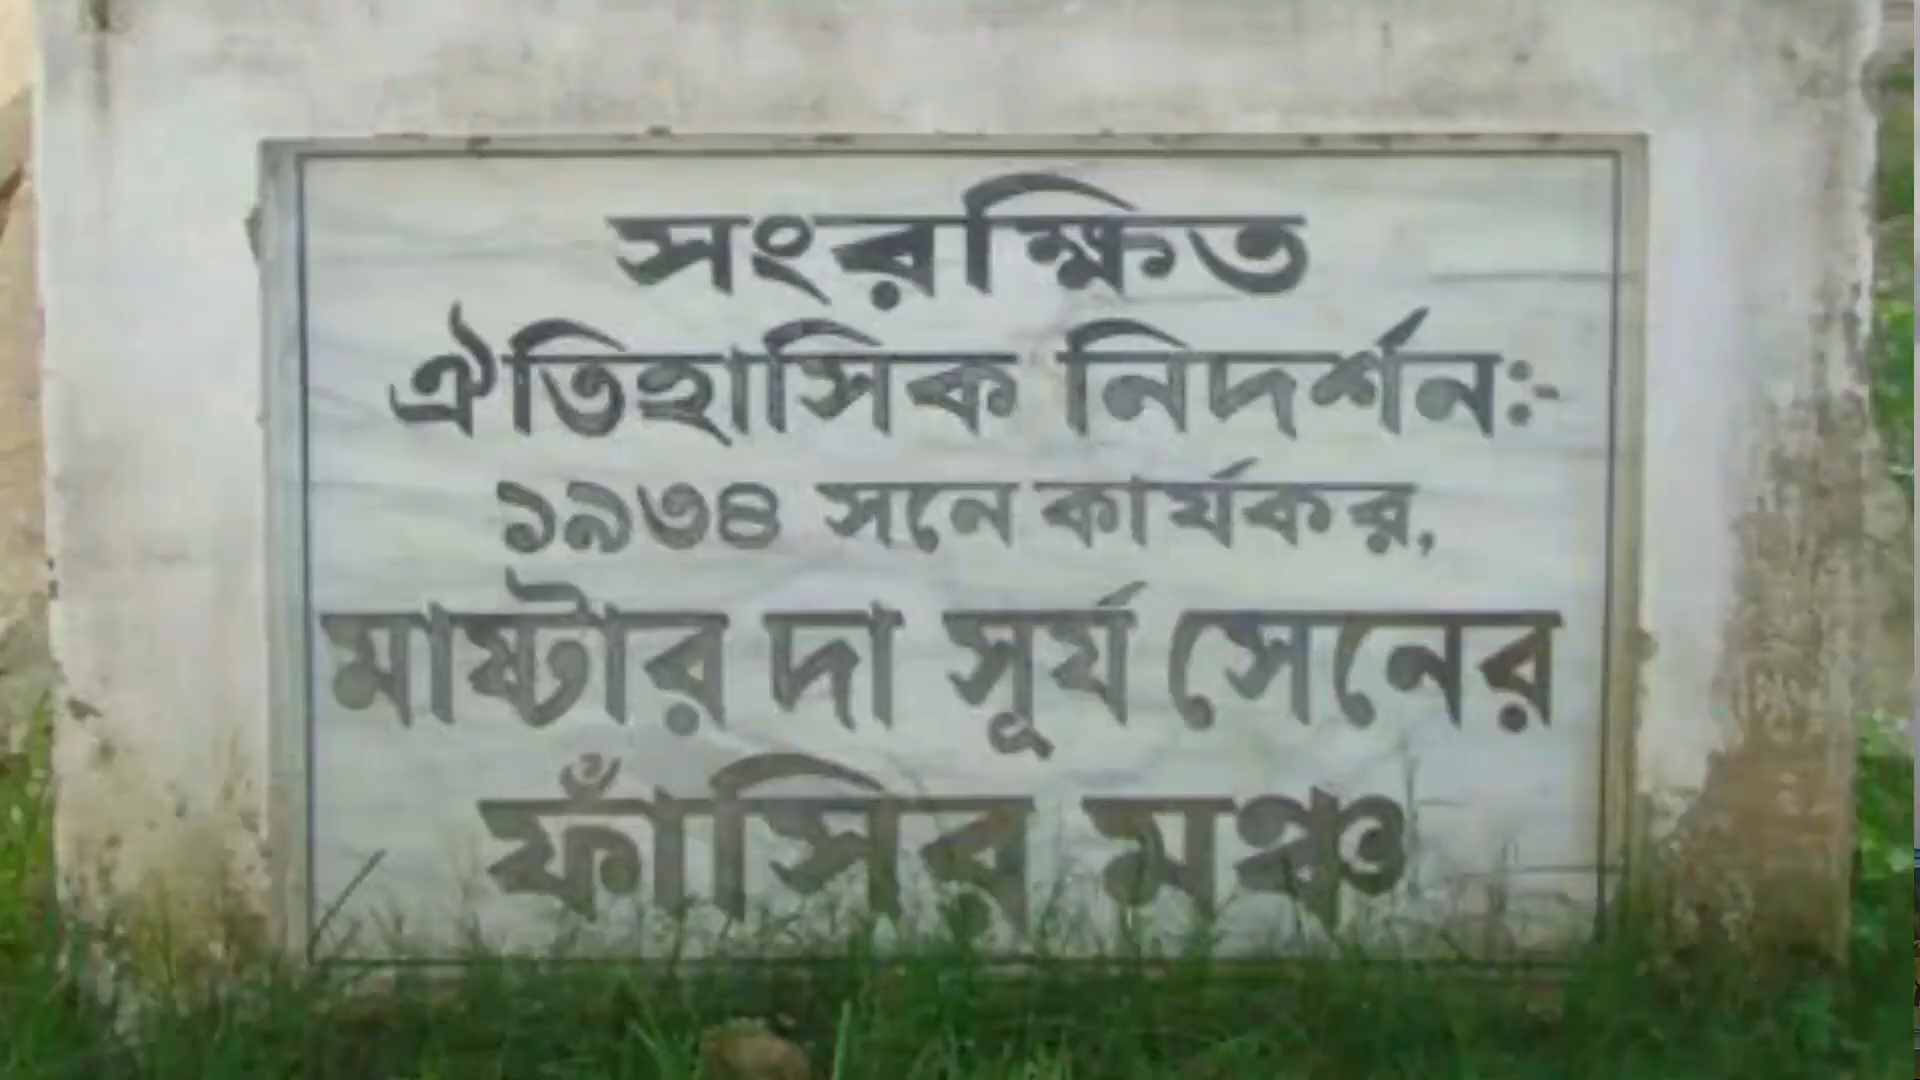 সংরক্ষিত
ঐতিহাসিক নিদর্শন:-
১৯৩৪ সনে কার্যকর,
মাষ্টার দা সূর্য সেনের
ফাঁসির মঞ্চ